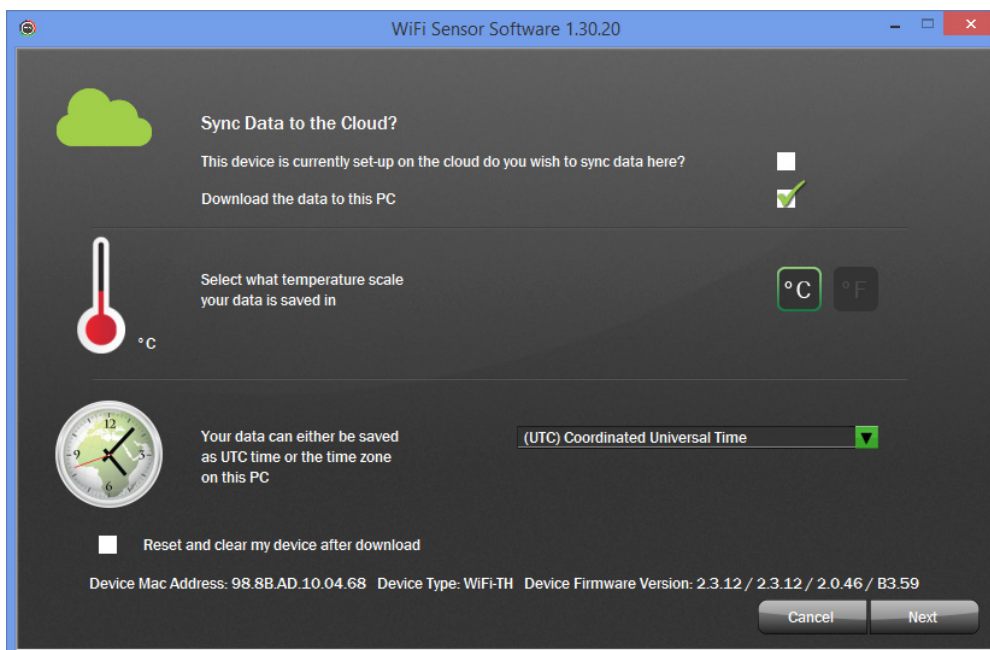 WiFi Sensor Software 1.30.20
Sync Data to the Cloud?
This device is currently set-up on the cloud do you wish to sync data here?
Download the data to this PC
Select what temperature scale
your data is saved in
°C °F
°C
12
9 3
6
Your data can either be saved
as UTC time or the time zone
on this PC
(UTC) Coordinated Universal Time
Reset and clear my device after download
Device Mac Address: 98.8B.AD.10.04.68 Device Type: WiFi-TH Device Firmware Version: 2.3.12 / 2.3.12 / 2.0.46 / B3.59
Cancel Next